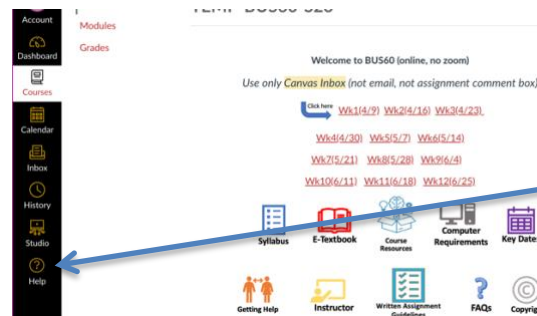 Account
Dashboard
Courses
Calendar
Inbox
History
Studio
Help
Modules
Grades
Welcome to BUS60 (online, no zoom)
Use only Canvas Inbox (not email, not assignment comment box)
Click here Wk1(4/9) Wk2(4/16) Wk3(4/23)
Wk4(4/30) Wk5(5/7) Wk6(5/14)
Wk7(5/21) Wk8(5/28) Wk9(6/4)
Wk10(6/11) Wk11(6/18) Wk12(6/25)
Syllabus
E-Textbook
Course
Resources
Computer
Requirements
Key Dates
Getting Help
Instructor
Written Assignment
Guidelines
FAQs